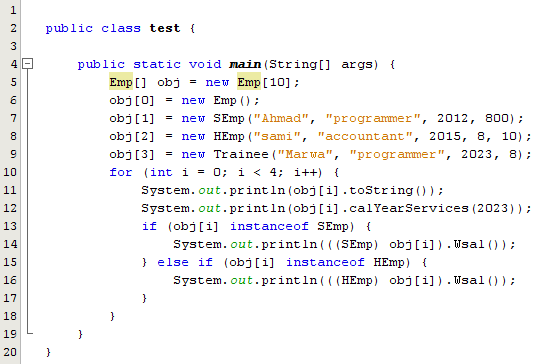 1
2 public class test {
3
4 public static void main(String[] args) {
5 Emp[] obj = new Emp[10];
6 obj[0] = new Emp();
7 obj[1] = new SEmp("Ahmad", "programmer", 2012, 800);
8 obj[2] = new HEmp("sami", "accountant", 2015, 8, 10);
9 obj[3] = new Trainee("Marwa", "programmer", 2023, 8);
10 for (int i = 0; i < 4; i++) {
11 System.out.println(obj[i].toString());
12 System.out.println(obj[i].calYearServices(2023));
13 if (obj[i] instanceof SEmp) {
14 System.out.println(((SEmp) obj[i]).Wsal());
15 } else if (obj[i] instanceof HEmp) {
16 System.out.println(((HEmp) obj[i]).Wsal());
17 }
18 }
19 }
20 }